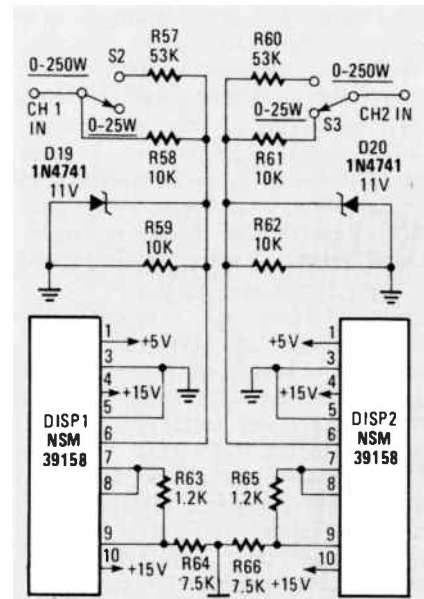 R57
53K
S2
0-250W
CH 1
IN
0-25W
R58
10K
D19
1N4741
11V
R59
10K
R60
53K
0-250W
0-25W
S3
CH2 IN
R61
10K
D20
1N4741
11V
R62
10K
DISP1
NSM
39158
1
+5V
3
4
+15V
5
6
7
8
9
10
+15V
R63
1.2K
R64
7.5K
R65
1.2K
R66
7.5K
DISP2
NSM
39158
+5V
1
3
4
+15V
5
6
7
8
9
10
+15V